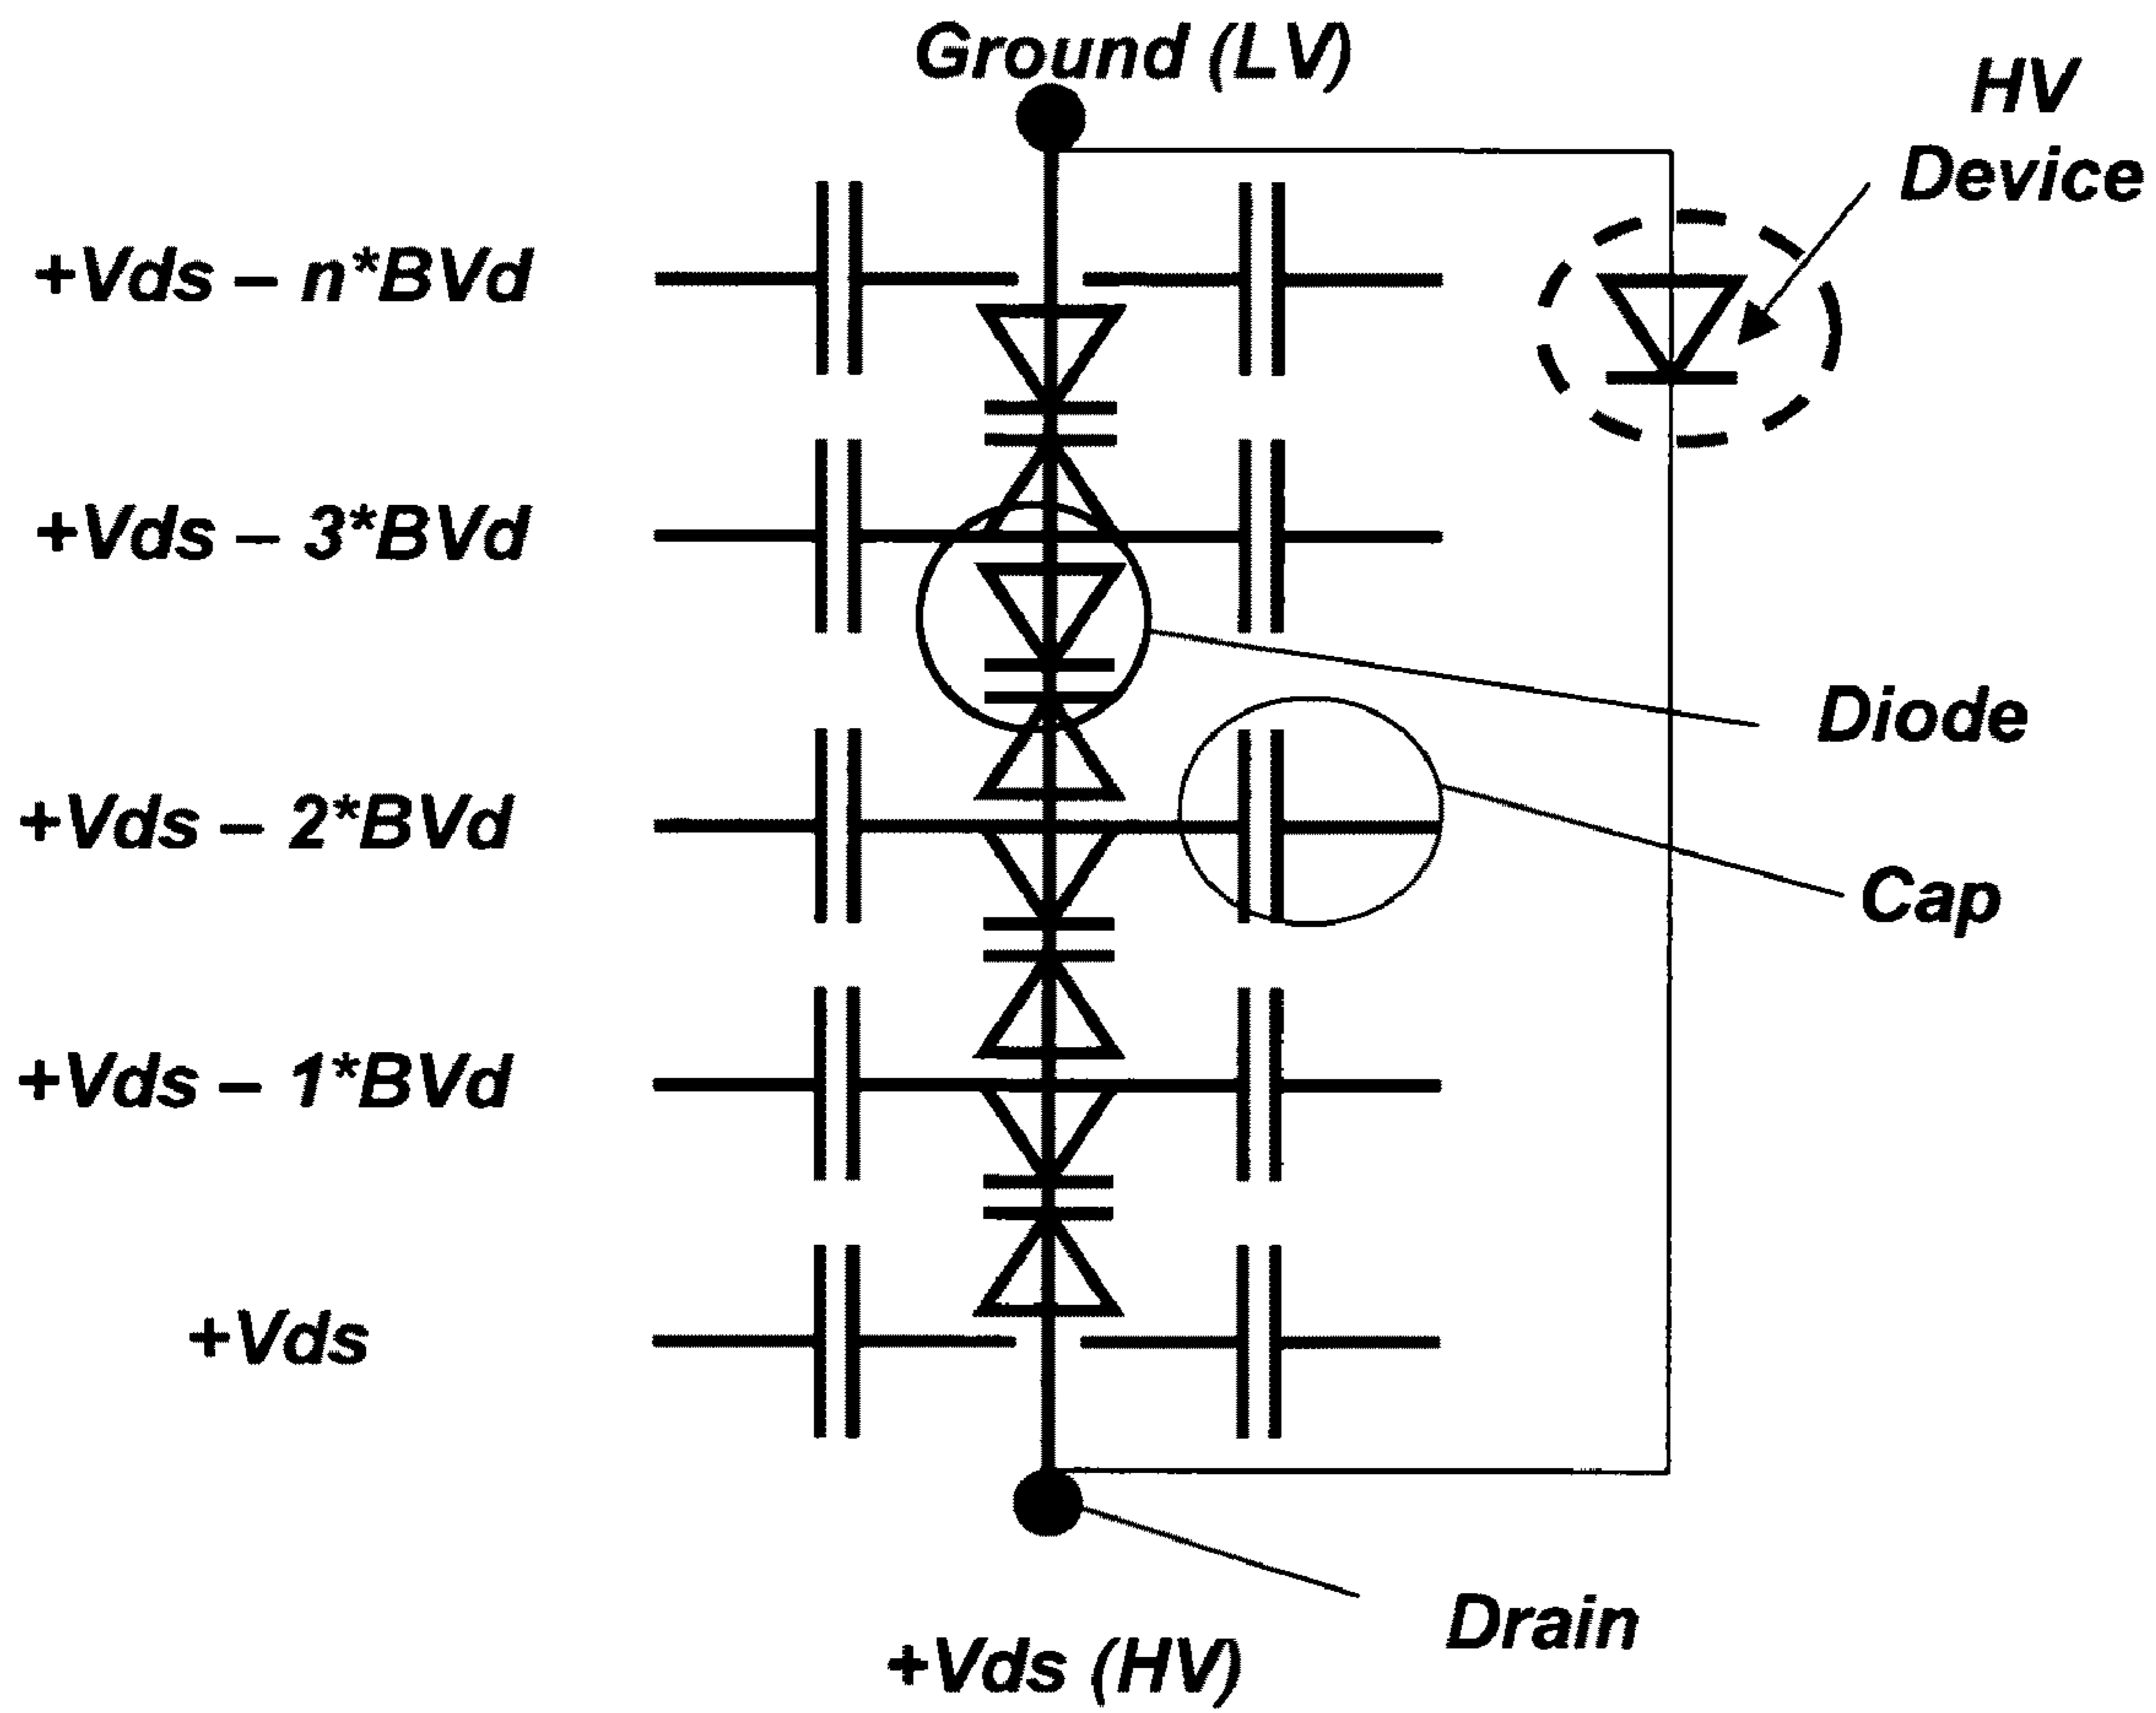 Ground (LV)
HV
Device
+Vds – n*BVd
+Vds – 3*BVd
Diode
+Vds – 2*BVd
Cap
+Vds – 1*BVd
+Vds
Drain
+Vds (HV)